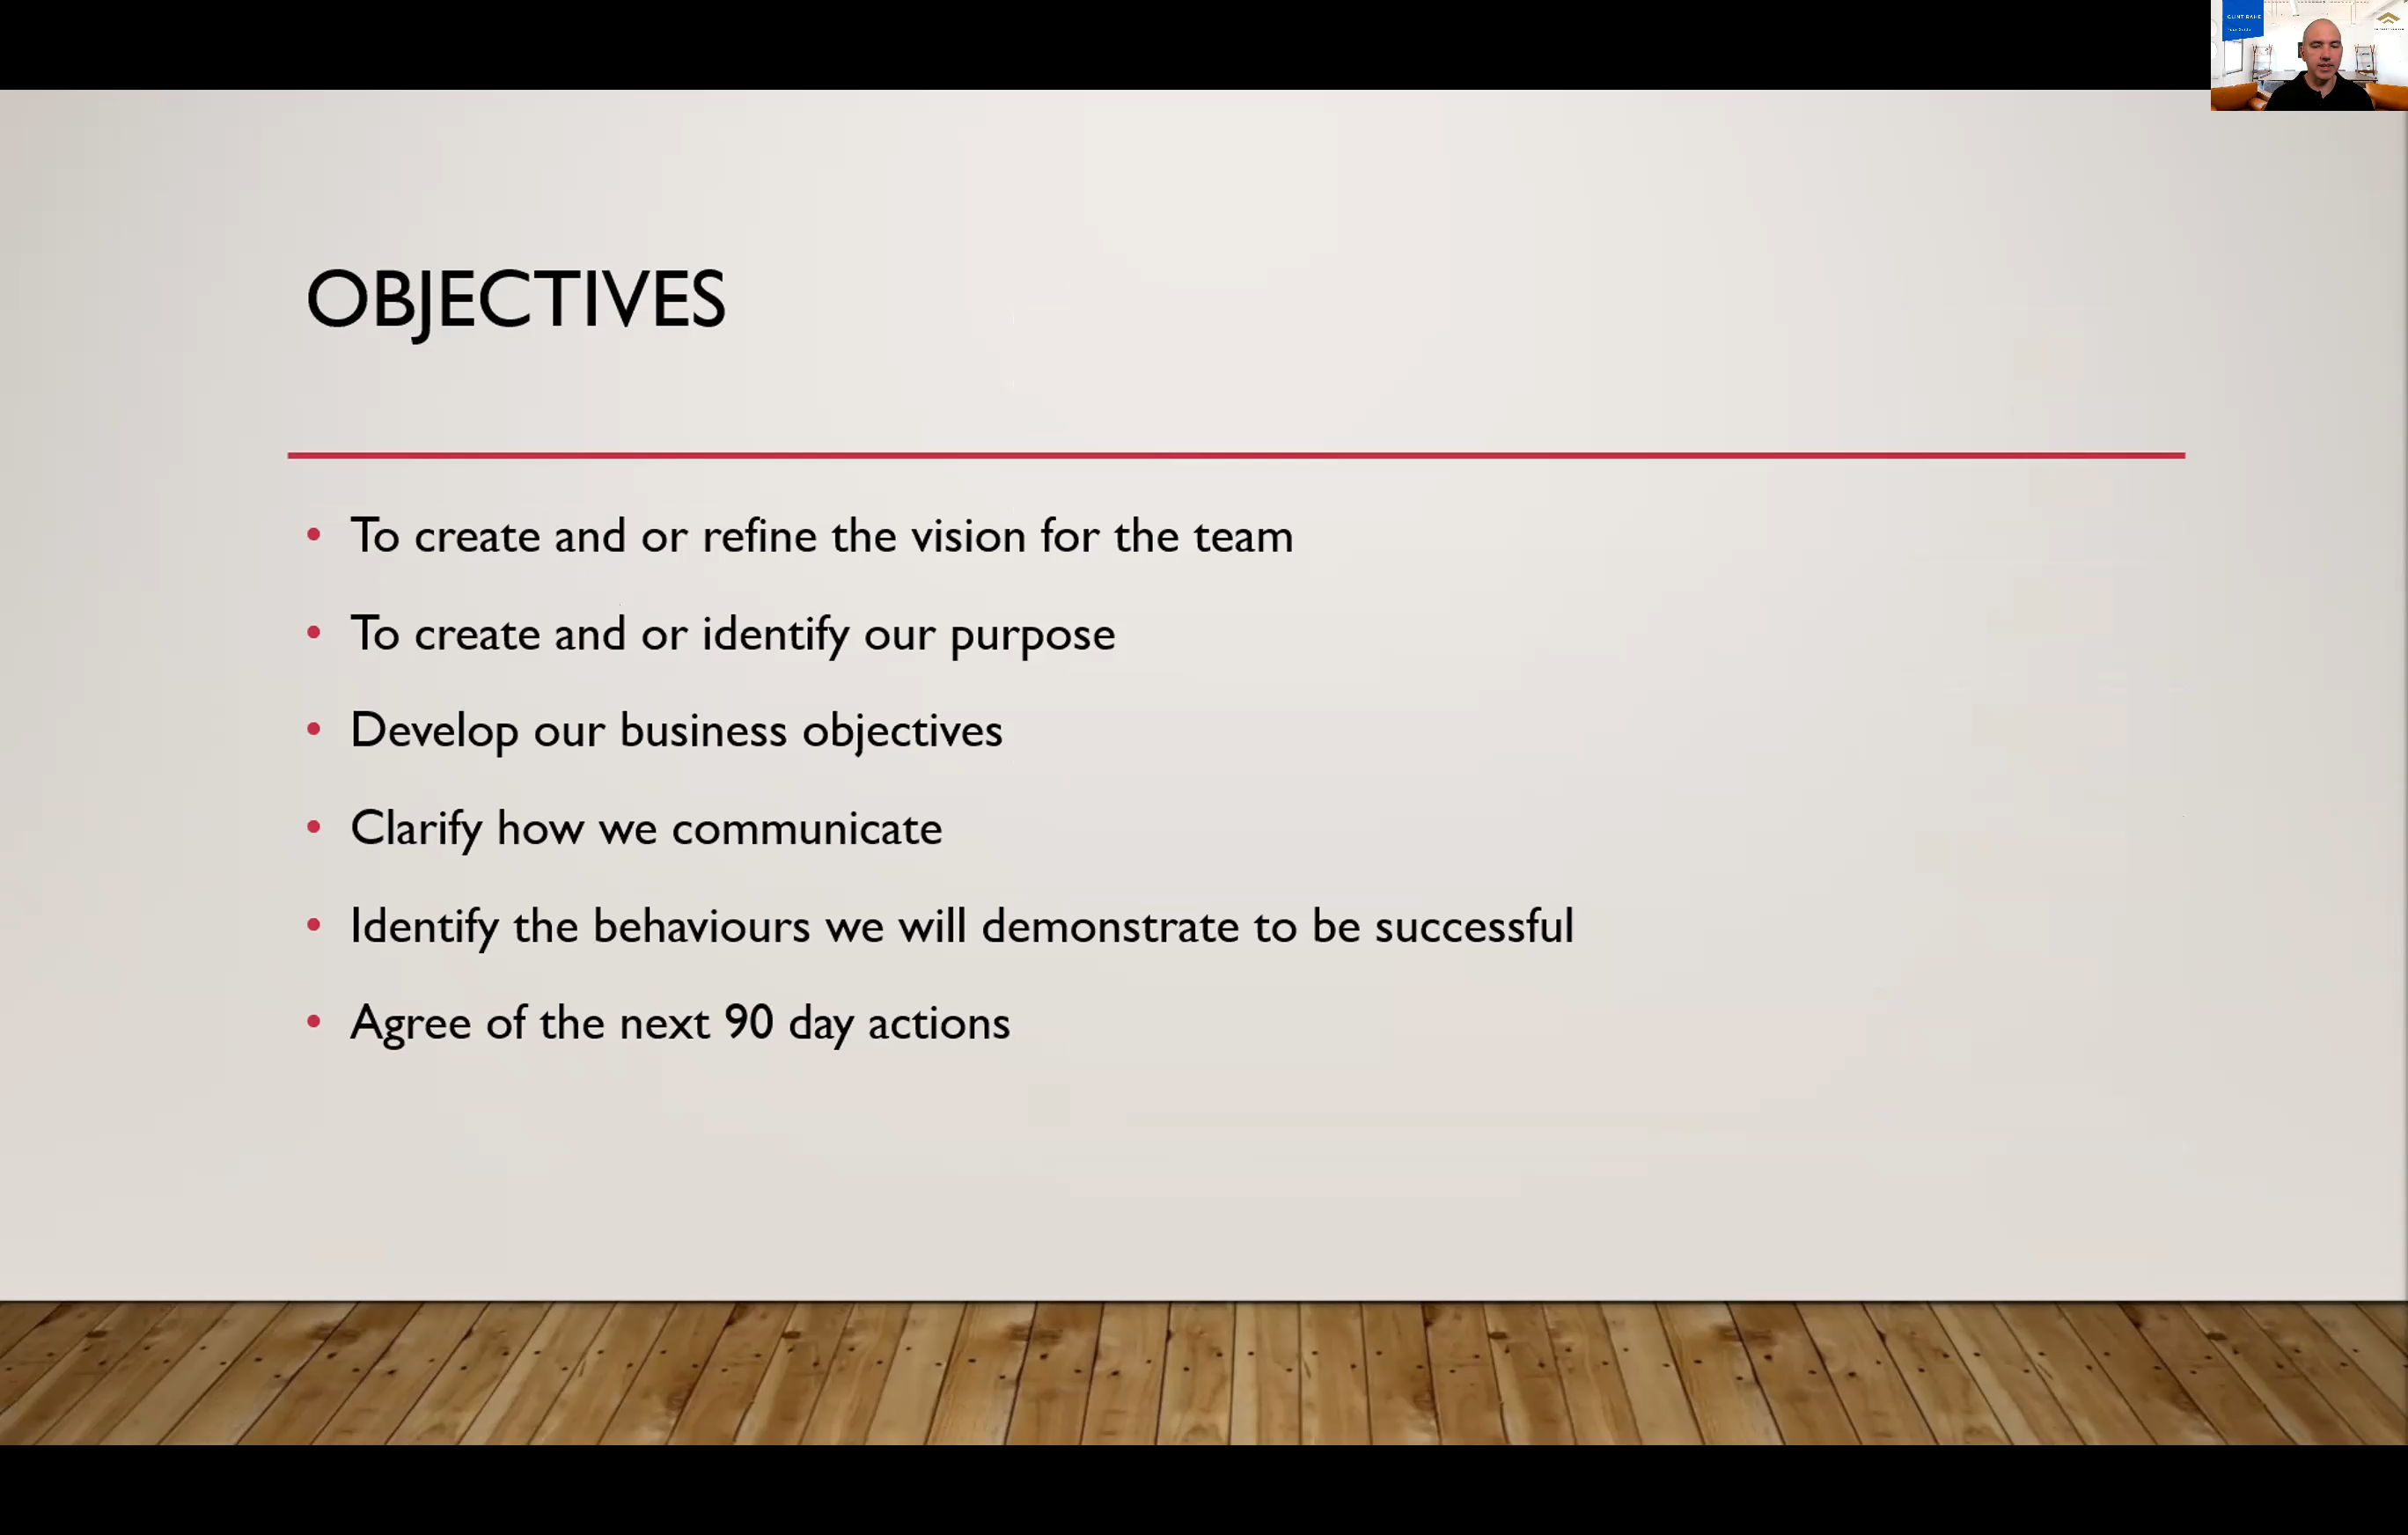 OBJECTIVES
• To create and or refine the vision for the team
• To create and or identify our purpose
• Develop our business objectives
• Clarify how we communicate
• Identify the behaviours we will demonstrate to be successful
• Agree of the next 90 day actions